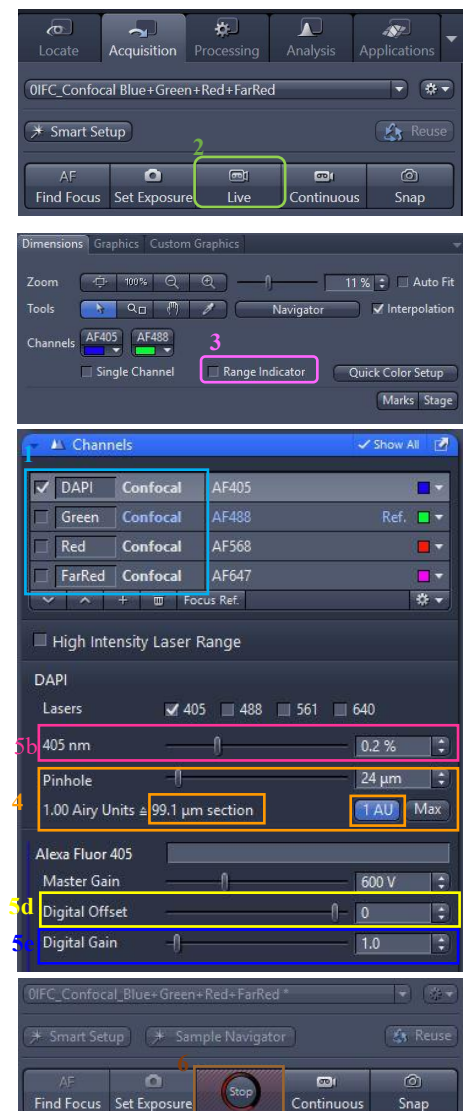 Locate Acquisition Processing Analysis Applications
0IFC_Confocal Blue+Green+Red+FarRed
Smart Setup Reuse
2
AF
Find Focus Set Exposure Live Continuous Snap
Dimensions Graphics Custom Graphics
Zoom 100% 11 % Auto Fit
Tools Navigator Interpolation
Channels AF405 AF488
3
Single Channel Range Indicator Quick Color Setup
Marks Stage
1 Channels Show All
DAPI Confocal AF405
Green Confocal AF488 Ref.
Red Confocal AF568
FarRed Confocal AF647
+ Focus Ref.
High Intensity Laser Range
DAPI
Lasers 405 488 561 640
5b 405 nm 0.2 %
Pinhole 24 µm
4 1.00 Airy Units ≙ 99.1 µm section 1 AU Max
Alexa Fluor 405
Master Gain 600 V
5d Digital Offset 0
5e Digital Gain 1.0
0IFC_Confocal_Blue+Green+Red+FarRed *
Smart Setup Sample Navigator Reuse
6
AF
Find Focus Set Exposure Stop Continuous Snap